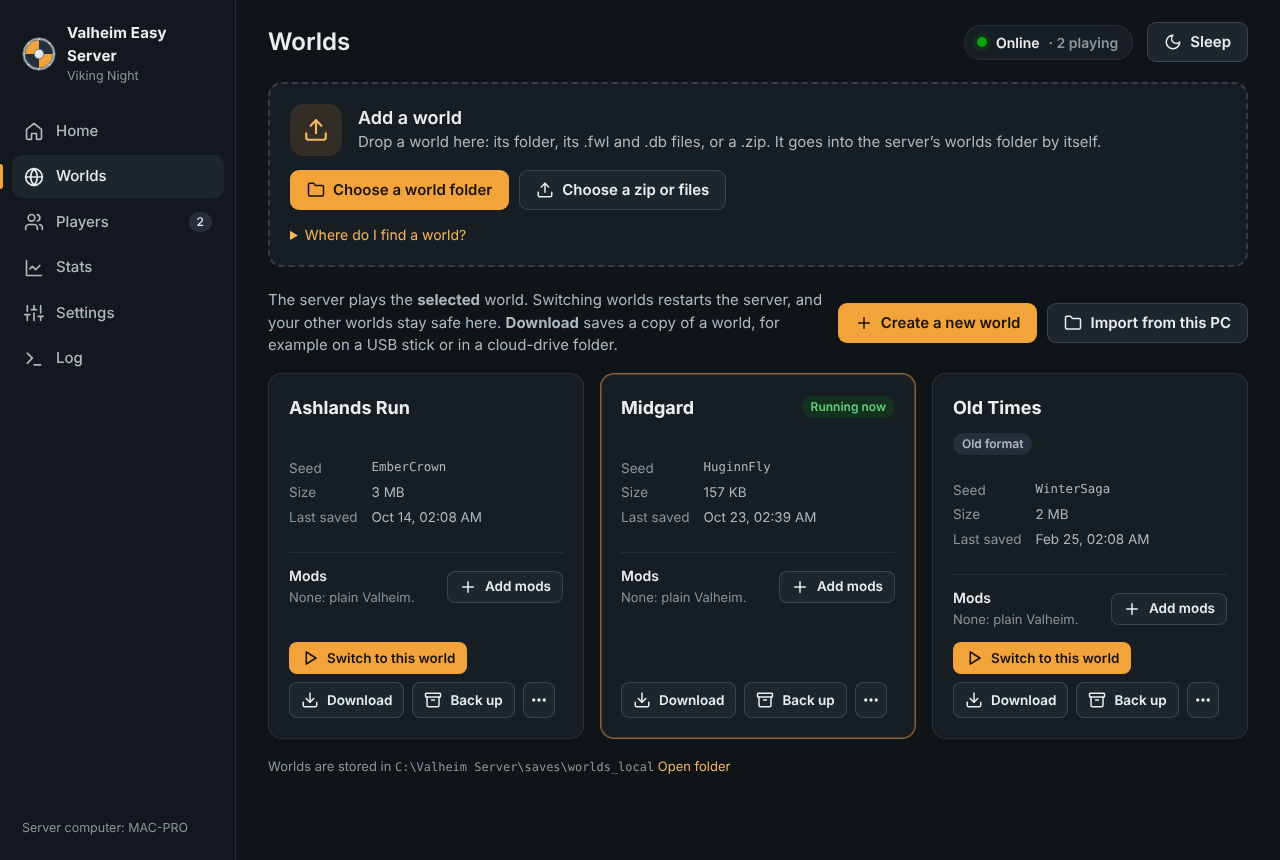 Valheim Easy
Server
Viking Night
Home
Worlds
Players 2
Stats
Settings
Log
Server computer: MAC-PRO
Worlds
Online · 2 playing
Sleep
Add a world
Drop a world here: its folder, its .fwl and .db files, or a .zip. It goes into the server’s worlds folder by itself.
Choose a world folder
Choose a zip or files
Where do I find a world?
The server plays the selected world. Switching worlds restarts the server, and
your other worlds stay safe here. Download saves a copy of a world, for
example on a USB stick or in a cloud-drive folder.
Create a new world
Import from this PC
Ashlands Run
Seed EmberCrown
Size 3 MB
Last saved Oct 14, 02:08 AM
Mods
None: plain Valheim.
Add mods
Switch to this world
Download
Back up
Midgard
Running now
Seed HuginnFly
Size 157 KB
Last saved Oct 23, 02:39 AM
Mods
None: plain Valheim.
Add mods
Download
Back up
Old Times
Old format
Seed WinterSaga
Size 2 MB
Last saved Feb 25, 02:08 AM
Mods
None: plain Valheim.
Add mods
Switch to this world
Download
Back up
Worlds are stored in C:\Valheim Server\saves\worlds_local Open folder